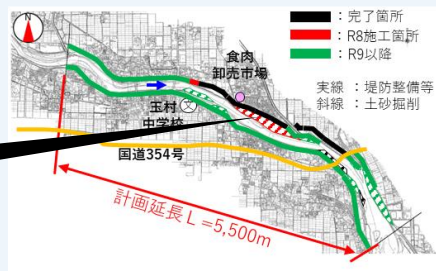 N
：完了箇所
：R8施工箇所
：R9以降
実線 ：堤防整備等
斜線 ：土砂掘削
食肉
卸売市場
玉村
中学校
文
国道354号
計画延長 L =5,500m